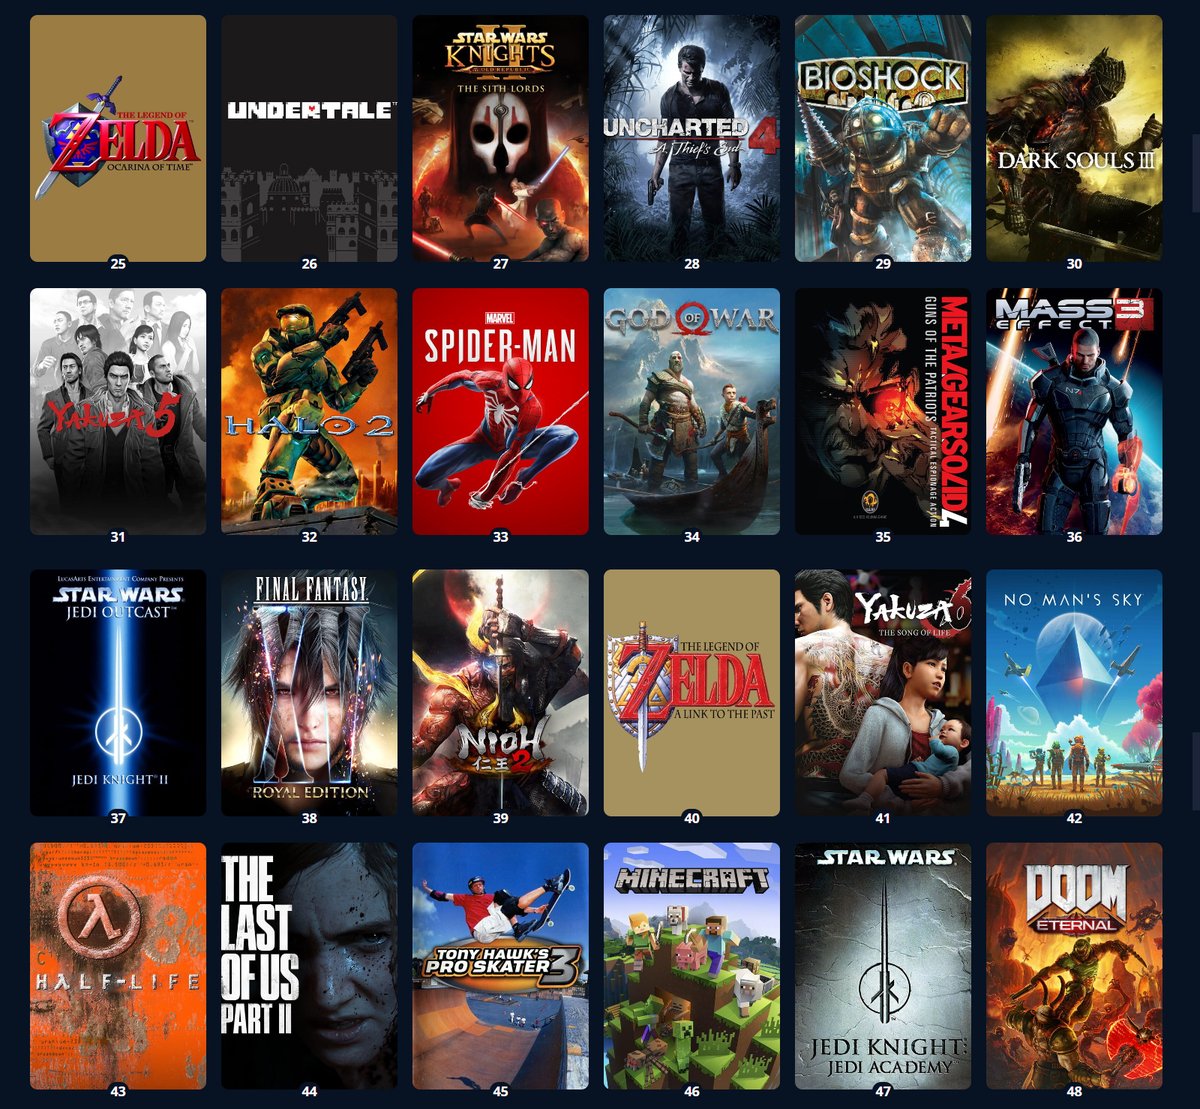 THE LEGEND OF
ZELDA
OCARINA OF TIME™
25
UNDERTALE™
26
STAR WARS
KNIGHTS
OF THE OLD REPUBLIC
II
THE SITH LORDS
27
UNCHARTED 4
A Thief's End
28
BIOSHOCK
29
DARK SOULS III
30
YAKUZA 5
31
HALO 2
32
MARVEL
SPIDER-MAN
33
GOD OF WAR
34
METAL GEAR SOLID 4
GUNS OF THE PATRIOTS
TACTICAL ESPIONAGE ACTION
35
MASS EFFECT 3
N7
36
LUCASARTS ENTERTAINMENT COMPANY PRESENTS
STAR WARS
JEDI OUTCAST™
JEDI KNIGHT® II
37
FINAL FANTASY
XV
ROYAL EDITION
38
NIOH
仁王2
39
THE LEGEND OF
ZELDA
A LINK TO THE PAST
40
YAKUZA 6
THE SONG OF LIFE
41
NO MAN'S SKY
42
λ
HALF-LIFE
43
THE
LAST
OF US
PART II
44
TONY HAWK'S
PRO SKATER 3
45
MINECRAFT
46
STAR WARS
JEDI KNIGHT:
JEDI ACADEMY
47
DOOM
ETERNAL
48